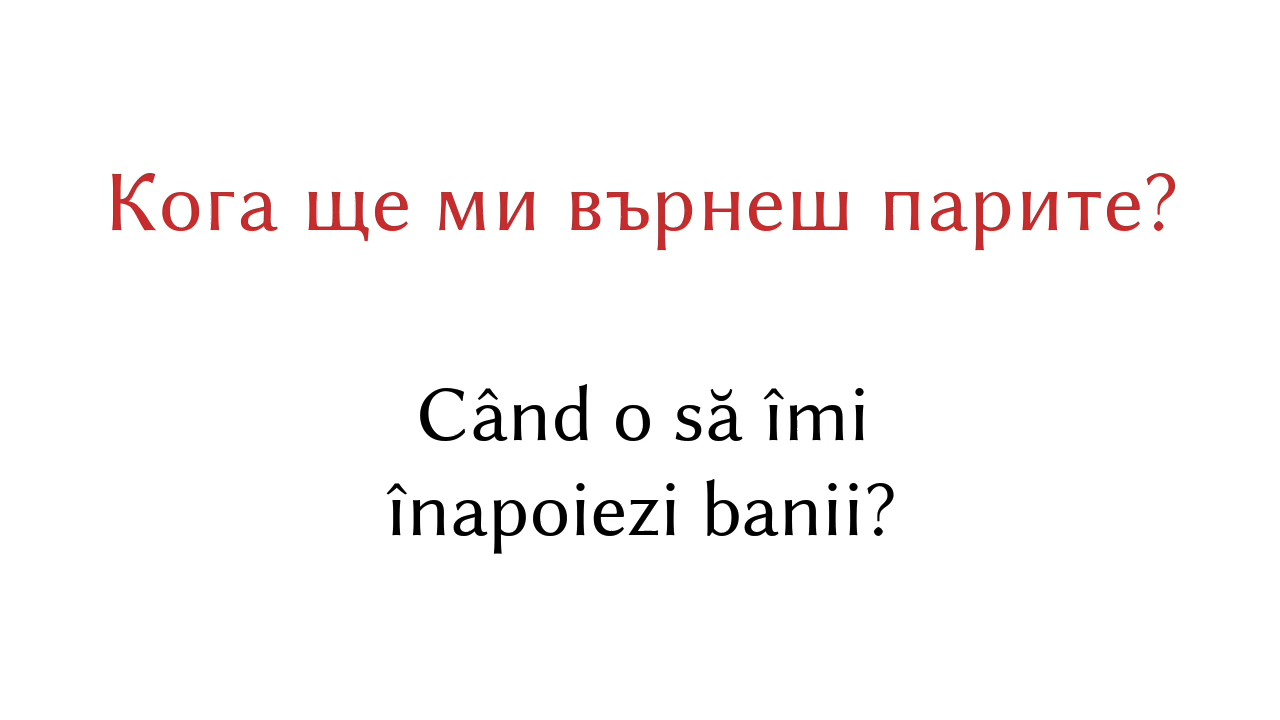 Кога ще ми върнеш парите?
Când o să îmi
înapoiezi banii?